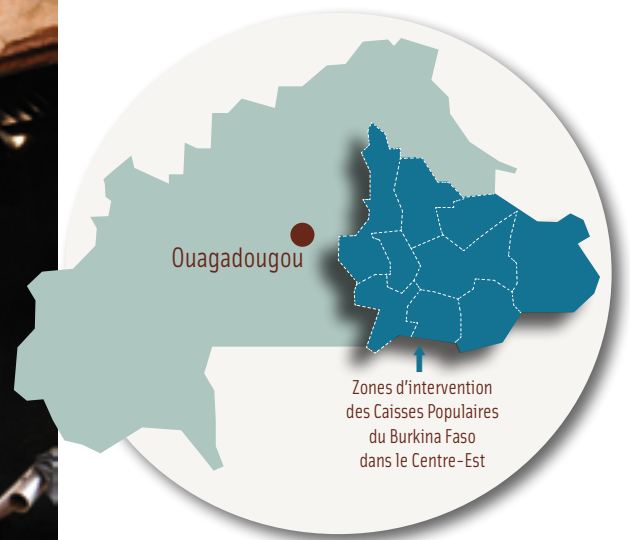 Ouagadougou
Zones d'intervention
des Caisses Populaires
du Burkina Faso
dans le Centre-Est